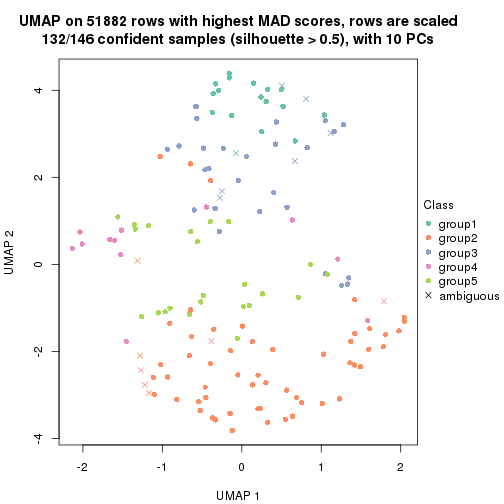 UMAP on 51882 rows with highest MAD scores, rows are scaled
132/146 confident samples (silhouette > 0.5), with 10 PCs
4
2
0
-2
-4
UMAP 2
-2
-1
0
1
2
UMAP 1
Class
group1
group2
group3
group4
group5
ambiguous